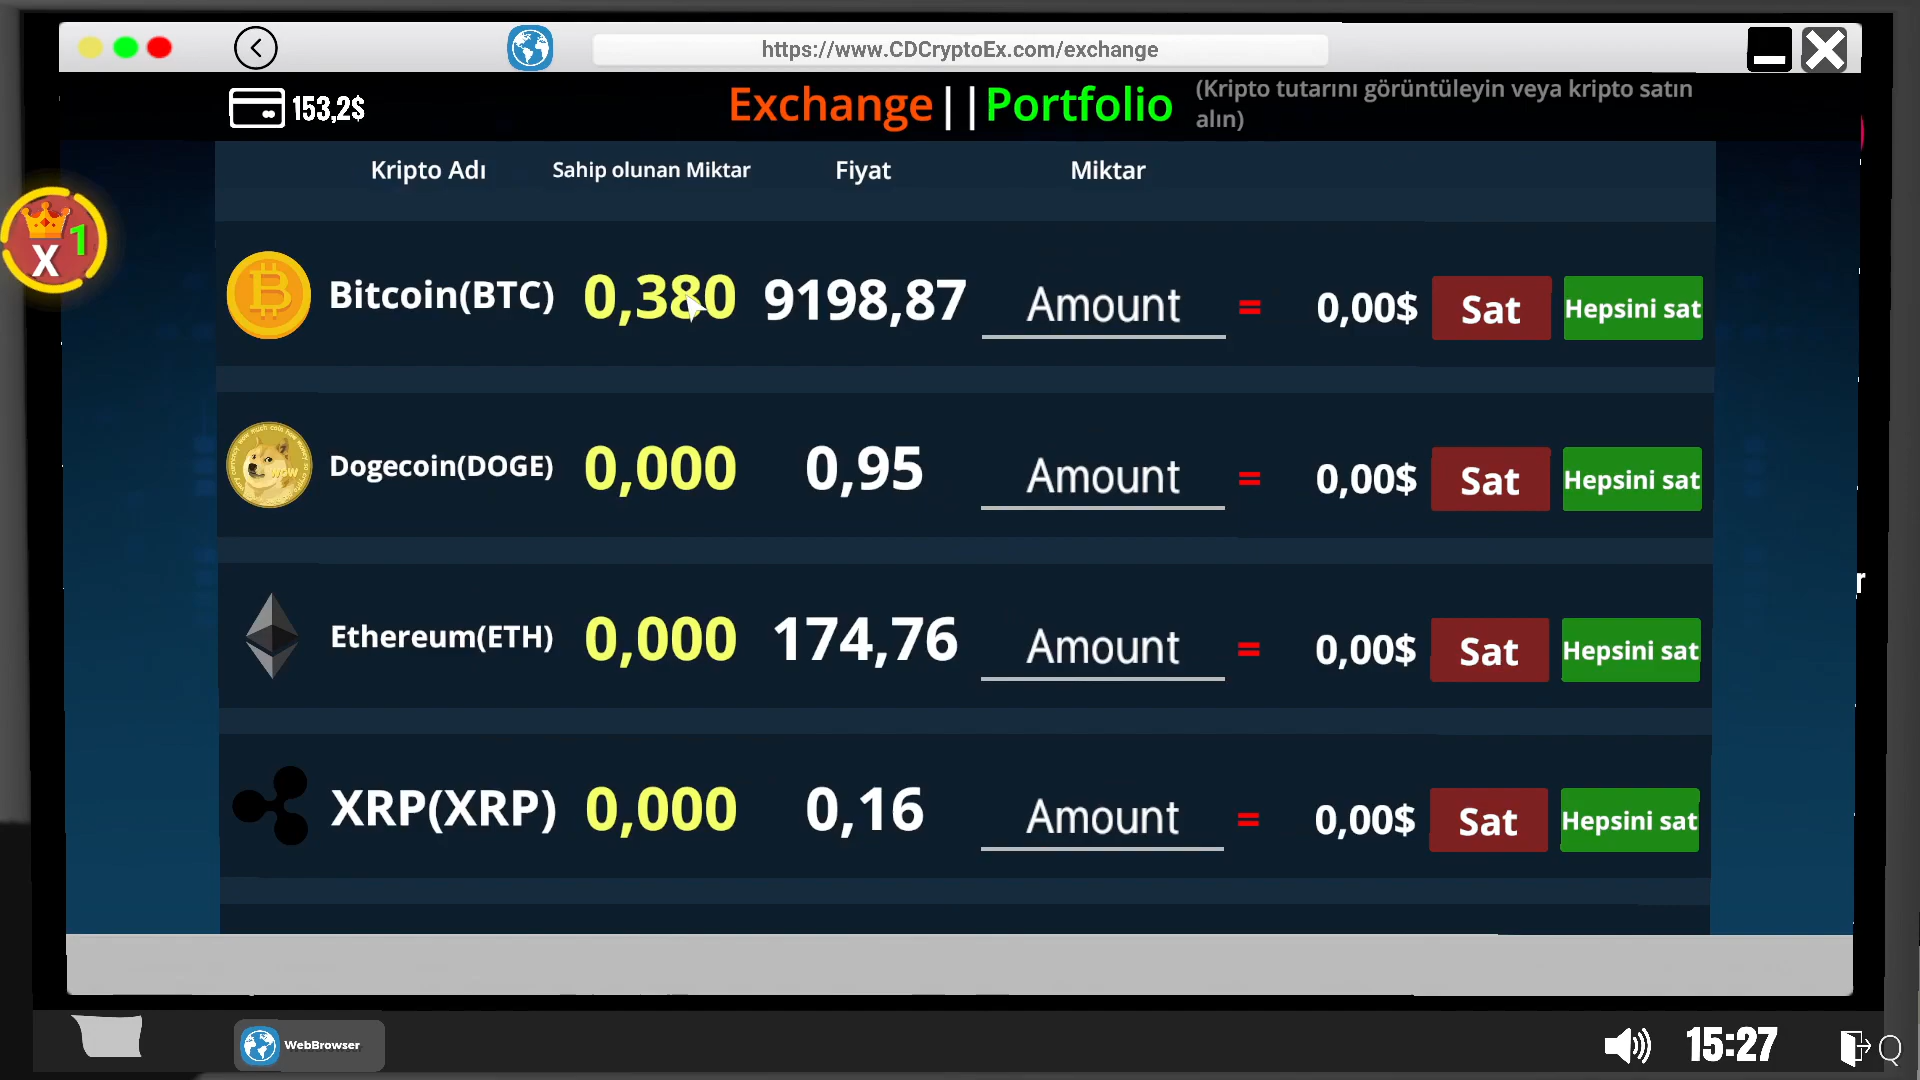 https://www.CDCryptoEx.com/exchange
153,2$
Exchange||Portfolio
(Kripto tutarını görüntüleyin veya kripto satın
alın)
Kripto Adı Sahip olunan Miktar Fiyat Miktar
X 1
Bitcoin(BTC) 0,380 9198,87 Amount = 0,00$ Sat Hepsini sat
Dogecoin(DOGE) 0,000 0,95 Amount = 0,00$ Sat Hepsini sat
Ethereum(ETH) 0,000 174,76 Amount = 0,00$ Sat Hepsini sat
XRP(XRP) 0,000 0,16 Amount = 0,00$ Sat Hepsini sat
WebBrowser
15:27
Q